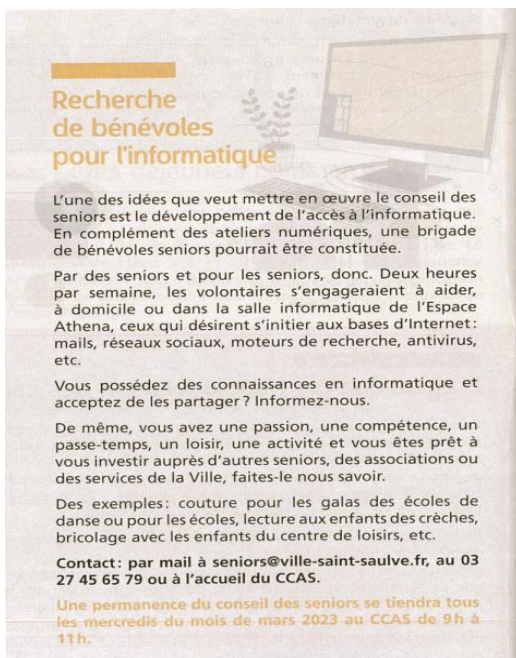 Recherche
de bénévoles
pour l'informatique
L'une des idées que veut mettre en œuvre le conseil des
seniors est le développement de l'accès à l'informatique.
En complément des ateliers numériques, une brigade
de bénévoles seniors pourrait être constituée.
Par des seniors et pour les seniors, donc. Deux heures
par semaine, les volontaires s'engageraient à aider,
à domicile ou dans la salle informatique de l'Espace
Athena, ceux qui désirent s'initier aux bases d'Internet :
mails, réseaux sociaux, moteurs de recherche, antivirus,
etc.
Vous possédez des connaissances en informatique et
acceptez de les partager ? Informez-nous.
De même, vous avez une passion, une compétence, un
passe-temps, un loisir, une activité et vous êtes prêt à
vous investir auprès d'autres seniors, des associations ou
des services de la Ville, faites-le nous savoir.
Des exemples : couture pour les galas des écoles de
danse ou pour les écoles, lecture aux enfants des crèches,
bricolage avec les enfants du centre de loisirs, etc.
Contact : par mail à seniors@ville-saint-saulve.fr, au 03
27 45 65 79 ou à l'accueil du CCAS.
Une permanence du conseil des seniors se tiendra tous
les mercredis du mois de mars 2023 au CCAS de 9h à
11h.